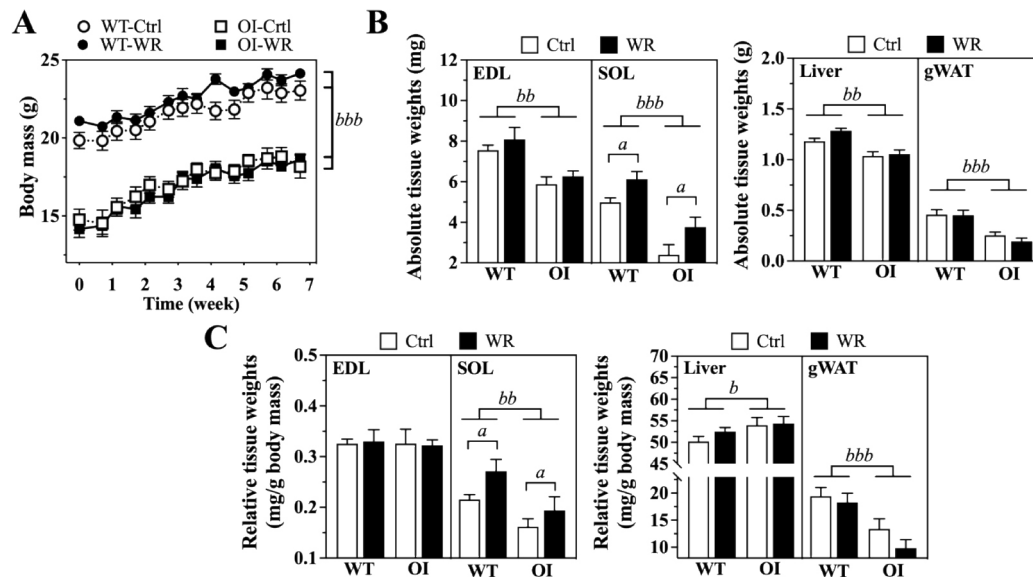 A
WT-Ctrl OI-Crtl
WT-WR OI-WR
25
20
15
Body mass (g)
bbb
0 1 2 3 4 5 6 7
Time (week)
B
Ctrl WR
EDL SOL
Absolute tissue weights (mg)
12
10
8
6
4
2
bb
bbb
a
a
WT OI WT OI
Ctrl WR
Liver gWAT
Absolute tissue weights (g)
2.0
1.5
1.0
0.5
0.0
bb
bbb
WT OI WT OI
C
Ctrl WR
EDL SOL
Relative tissue weights
(mg/g body mass)
0.5
0.4
0.3
0.2
0.1
bb
a
a
WT OI WT OI
Ctrl WR
Liver gWAT
Relative tissue weights
(mg/g body mass)
70
65
60
55
50
45
20
15
10
b
bbb
WT OI WT OI